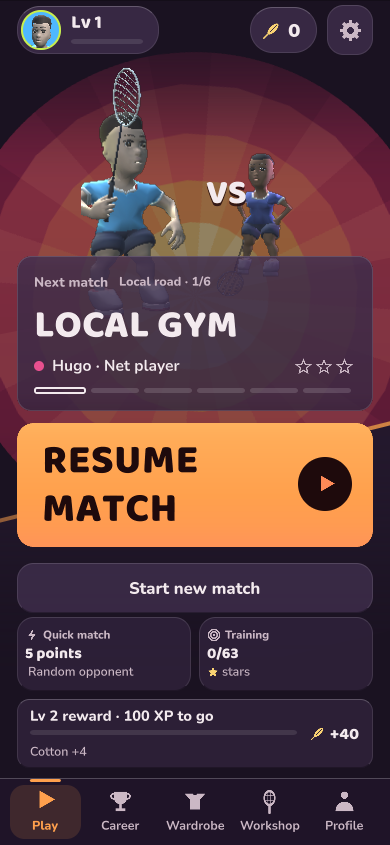 Lv 1
0
VS
Next match Local road · 1/6
LOCAL GYM
Hugo · Net player
RESUME
MATCH
Start new match
Quick match
5 points
Random opponent
Training
0/63
stars
Lv 2 reward · 100 XP to go
+40
Cotton +4
Play
Career
Wardrobe
Workshop
Profile